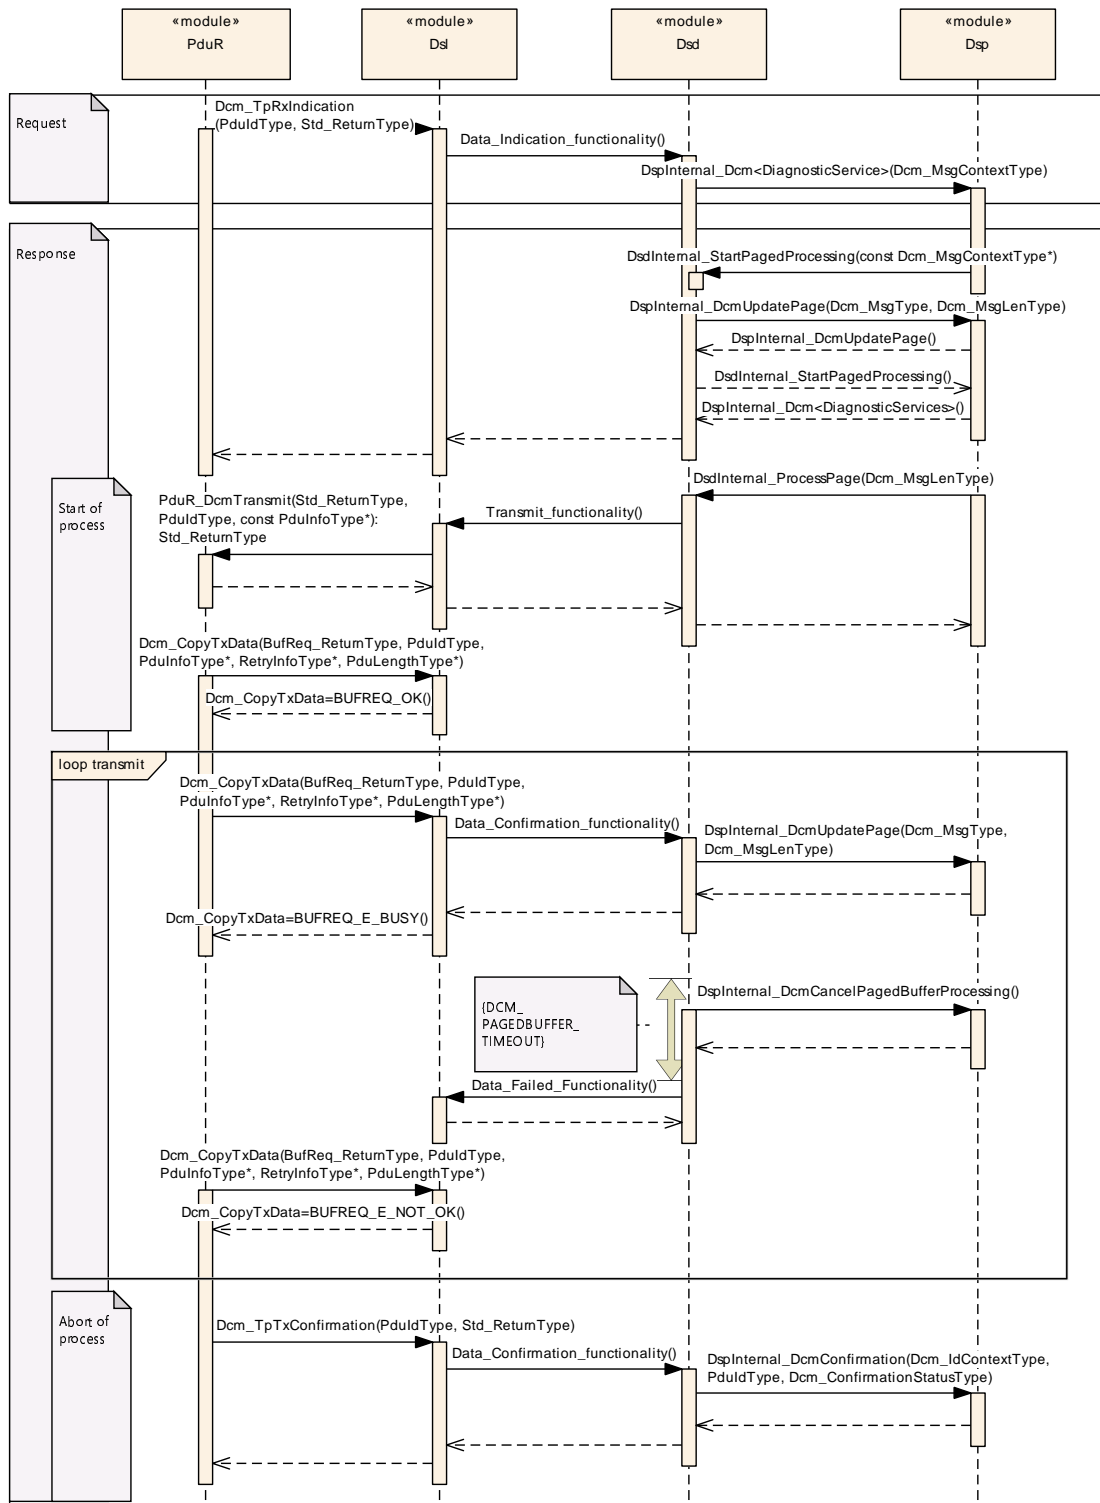 «module»
PduR
«module»
Dsl
«module»
Dsd
«module»
Dsp
Request
Dcm_TpRxIndication
(PduIdType, Std_ReturnType)
Data_Indication_functionality()
DspInternal_Dcm<DiagnosticService>(Dcm_MsgContextType)
Response
DsdInternal_StartPagedProcessing(const Dcm_MsgContextType*)
DspInternal_DcmUpdatePage(Dcm_MsgType, Dcm_MsgLenType)
DspInternal_DcmUpdatePage()
DsdInternal_StartPagedProcessing()
DspInternal_Dcm<DiagnosticServices>()
Start of
process
DsdInternal_ProcessPage(Dcm_MsgLenType)
PduR_DcmTransmit(Std_ReturnType,
PduIdType, const PduInfoType*):
Std_ReturnType
Transmit_functionality()
Dcm_CopyTxData(BufReq_ReturnType, PduIdType,
PduInfoType*, RetryInfoType*, PduLengthType*)
Dcm_CopyTxData=BUFREQ_OK()
loop transmit
Dcm_CopyTxData(BufReq_ReturnType, PduIdType,
PduInfoType*, RetryInfoType*, PduLengthType*)
Data_Confirmation_functionality()
DspInternal_DcmUpdatePage(Dcm_MsgType,
Dcm_MsgLenType)
Dcm_CopyTxData=BUFREQ_E_BUSY()
{DCM_
PAGEDBUFFER_
TIMEOUT}
DspInternal_DcmCancelPagedBufferProcessing()
Data_Failed_Functionality()
Dcm_CopyTxData(BufReq_ReturnType, PduIdType,
PduInfoType*, RetryInfoType*, PduLengthType*)
Dcm_CopyTxData=BUFREQ_E_NOT_OK()
Abort of
process
Dcm_TpTxConfirmation(PduIdType, Std_ReturnType)
Data_Confirmation_functionality()
DspInternal_DcmConfirmation(Dcm_IdContextType,
PduIdType, Dcm_ConfirmationStatusType)